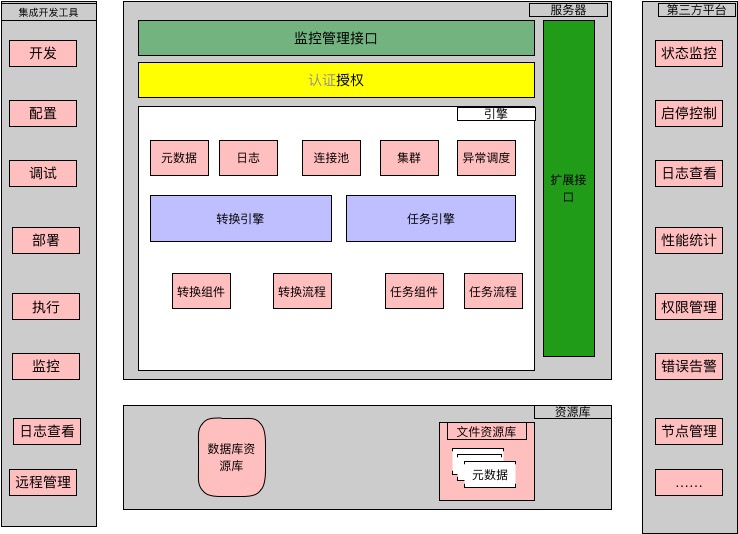 集成开发工具
开发
配置
调试
部署
执行
监控
日志查看
远程管理
服务器
监控管理接口
认证授权
引擎
元数据
日志
连接池
集群
异常调度
转换引擎
任务引擎
转换组件
转换流程
任务组件
任务流程
扩展接
口
资源库
数据库资
源库
文件资源库
元数据
第三方平台
状态监控
启停控制
日志查看
性能统计
权限管理
错误告警
节点管理
……